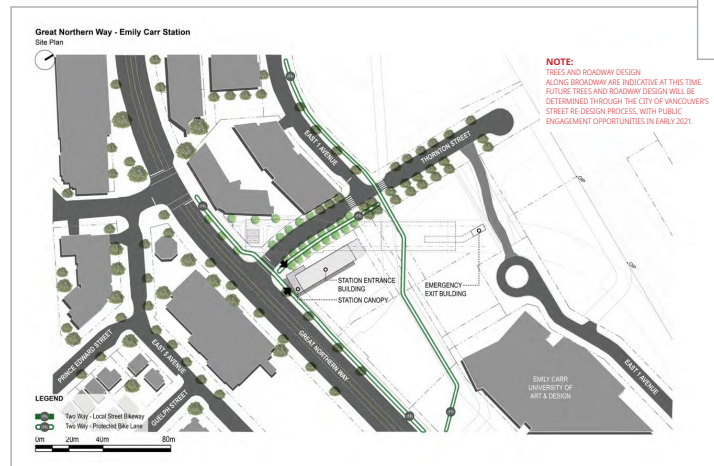 Great Northern Way - Emily Carr Station
Site Plan
NOTE:
TREES AND ROADWAY DESIGN
ALONG BROADWAY ARE INDICATIVE AT THIS TIME.
FUTURE TREES AND ROADWAY DESIGN WILL BE
DETERMINED THROUGH THE CITY OF VANCOUVER'S
STREET RE-DESIGN PROCESS, WITH PUBLIC
ENGAGEMENT OPPORTUNITIES IN EARLY 2021.
EAST 1 AVENUE
THORNTON STREET
STATION ENTRANCE
BUILDING
STATION CANOPY
EMERGENCY
EXIT BUILDING
GREAT NORTHERN WAY
PRINCE EDWARD STREET
EAST 5 AVENUE
GUELPH STREET
EMILY CARR
UNIVERSITY OF
ART & DESIGN
EAST 1 AVENUE
LEGEND
Two Way - Local Street Bikeway
Two Way - Protected Bike Lane
0m 20m 40m 80m